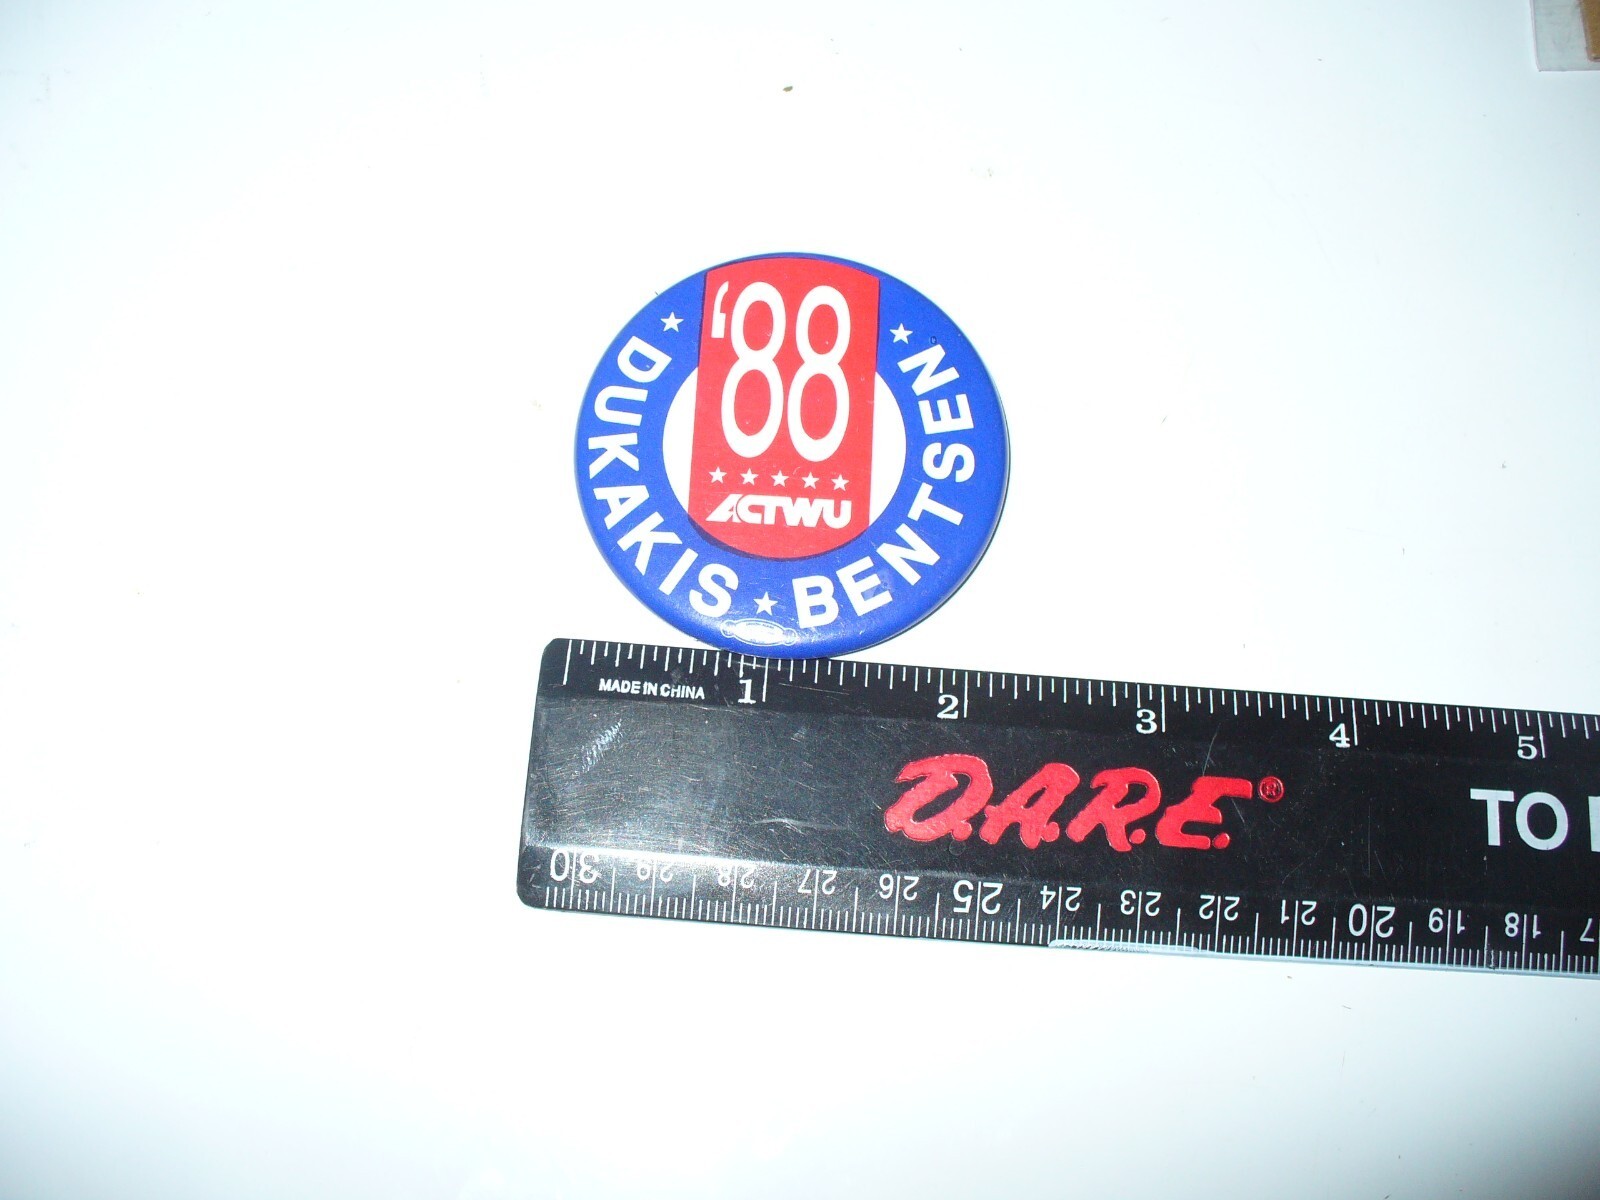 '88
ACTWU
DUKAKIS ★ BENTSEN
MADE IN CHINA
1 2 3 4 5
D.A.R.E.®
TO
30 29 28 27 26 25 24 23 22 21 20 19 18 7